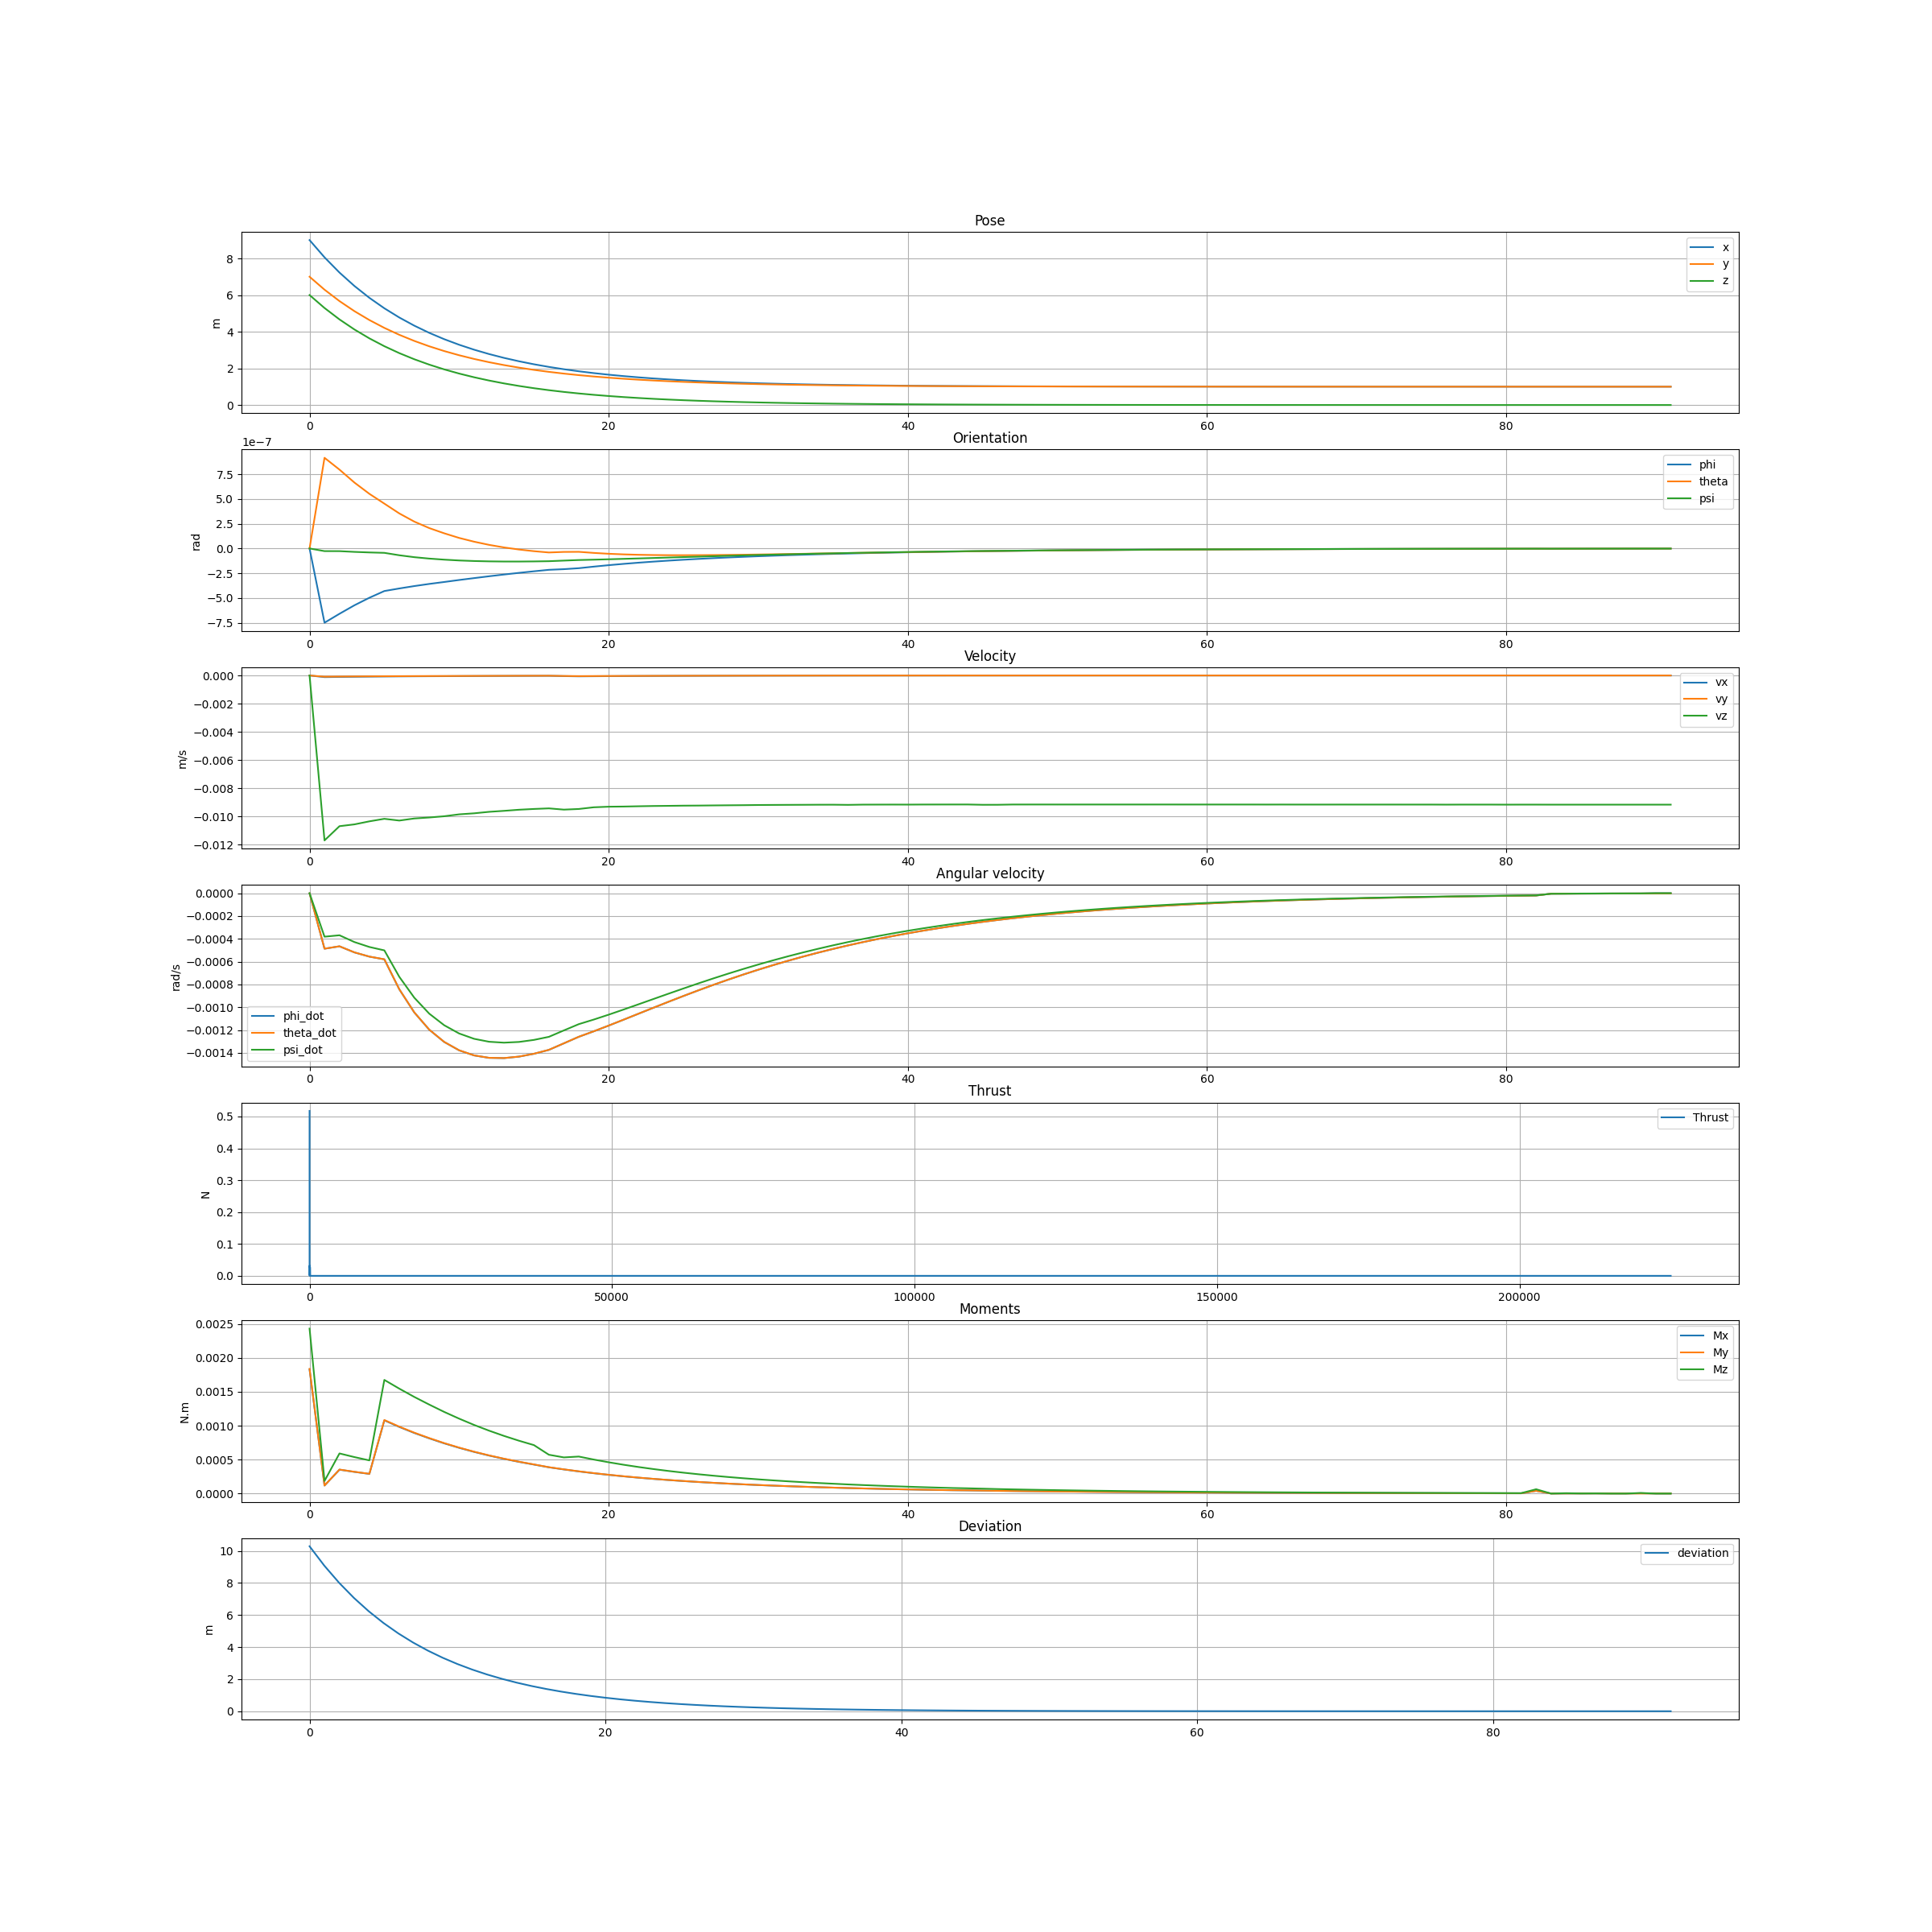 Pose
8
6
4
2
0
m
x
y
z
0 20 40 60 80
1e−7
Orientation
7.5
5.0
2.5
0.0
−2.5
−5.0
−7.5
rad
phi
theta
psi
0 20 40 60 80
Velocity
0.000
−0.002
−0.004
−0.006
−0.008
−0.010
−0.012
m/s
vx
vy
vz
0 20 40 60 80
Angular velocity
0.0000
−0.0002
−0.0004
−0.0006
−0.0008
−0.0010
−0.0012
−0.0014
rad/s
phi_dot
theta_dot
psi_dot
0 20 40 60 80
Thrust
0.5
0.4
0.3
0.2
0.1
0.0
N
Thrust
0 50000 100000 150000 200000
Moments
0.0025
0.0020
0.0015
0.0010
0.0005
0.0000
N.m
Mx
My
Mz
0 20 40 60 80
Deviation
10
8
6
4
2
0
m
deviation
0 20 40 60 80